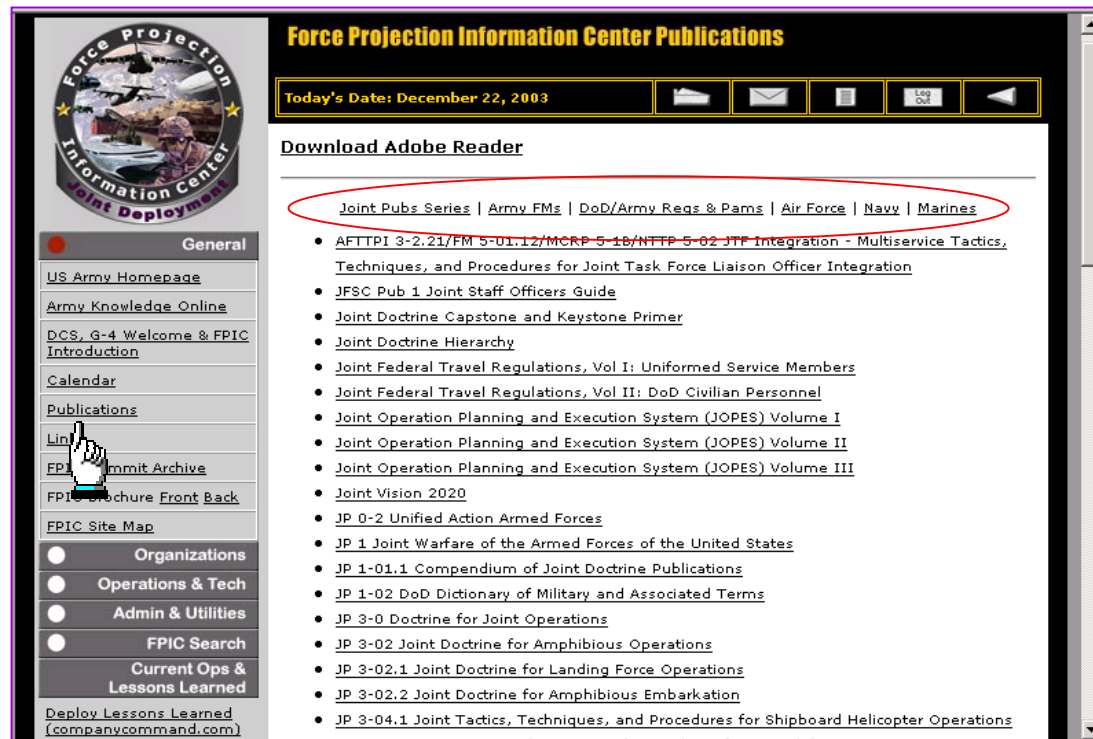 Force Projection
Information Center
Joint Deployment
Force Projection Information Center Publications
Today's Date: December 22, 2003
Log Out
Download Adobe Reader
Joint Pubs Series | Army FMs | DoD/Army Regs & Pams | Air Force | Navy | Marines
AFTTPI 3-2.21/FM 5-01.12/MCRP 5-1B/NTTP 5-02 JTF Integration - Multiservice Tactics,
Techniques, and Procedures for Joint Task Force Liaison Officer Integration
JFSC Pub 1 Joint Staff Officers Guide
Joint Doctrine Capstone and Keystone Primer
Joint Doctrine Hierarchy
Joint Federal Travel Regulations, Vol I: Uniformed Service Members
Joint Federal Travel Regulations, Vol II: DoD Civilian Personnel
Joint Operation Planning and Execution System (JOPES) Volume I
Joint Operation Planning and Execution System (JOPES) Volume II
Joint Operation Planning and Execution System (JOPES) Volume III
Joint Vision 2020
JP 0-2 Unified Action Armed Forces
JP 1 Joint Warfare of the Armed Forces of the United States
JP 1-01.1 Compendium of Joint Doctrine Publications
JP 1-02 DoD Dictionary of Military and Associated Terms
JP 3-0 Doctrine for Joint Operations
JP 3-02 Joint Doctrine for Amphibious Operations
JP 3-02.1 Joint Doctrine for Landing Force Operations
JP 3-02.2 Joint Doctrine for Amphibious Embarkation
JP 3-04.1 Joint Tactics, Techniques, and Procedures for Shipboard Helicopter Operations
General
US Army Homepage
Army Knowledge Online
DCS, G-4 Welcome & FPIC
Introduction
Calendar
Publications
Archive
Front Back
FPIC Site Map
Organizations
Operations & Tech
Admin & Utilities
FPIC Search
Current Ops &
Lessons Learned
Deploy Lessons Learned
(companycommand.com)